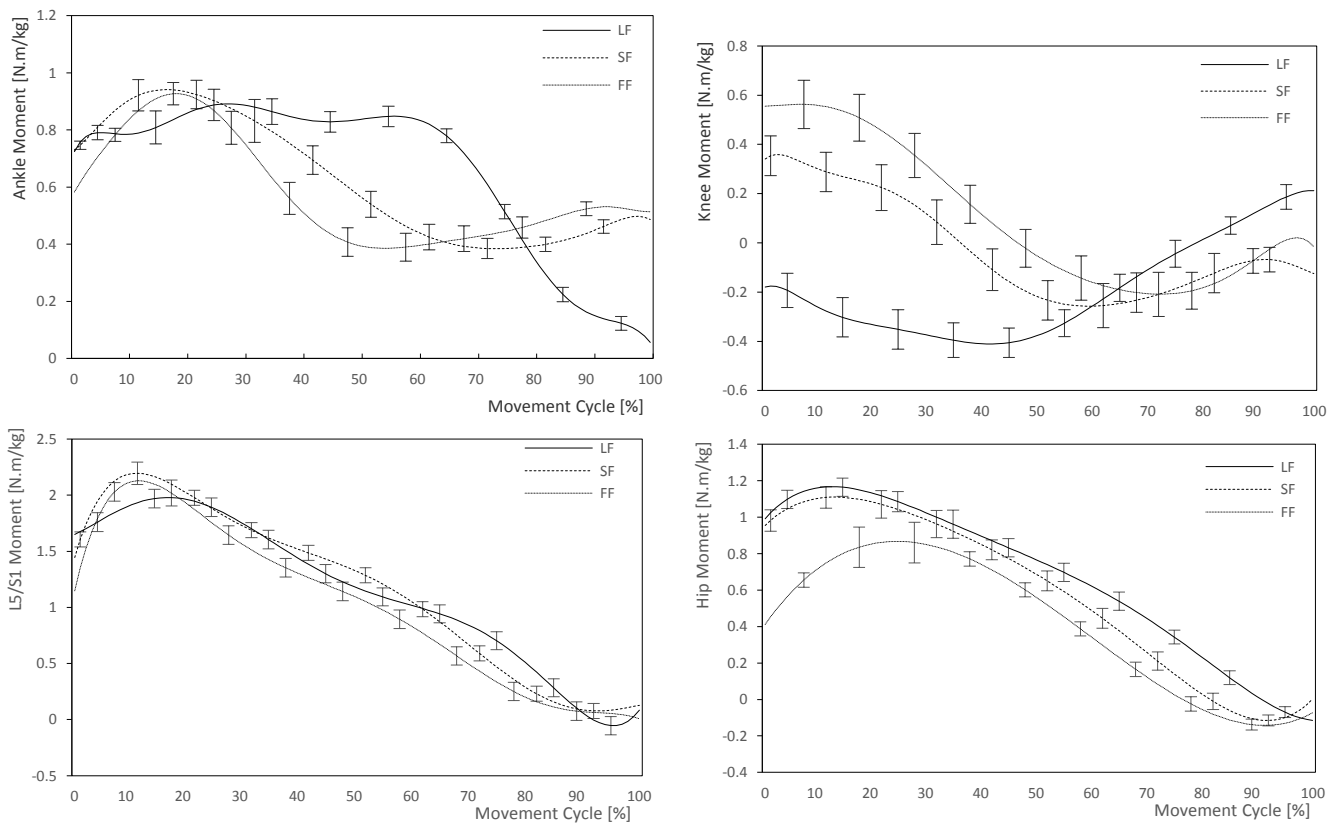 Ankle Moment [N.m/kg]
1.2
1
0.8
0.6
0.4
0.2
0
LF
SF
FF
0 10 20 30 40 50 60 70 80 90 100
Movement Cycle [%]
Knee Moment [N.m/kg]
0.8
0.6
0.4
0.2
0
-0.2
-0.4
-0.6
LF
SF
FF
0 10 20 30 40 50 60 70 80 90 100
L5/S1 Moment [N.m/kg]
2.5
2
1.5
1
0.5
0
-0.5
LF
SF
FF
0 10 20 30 40 50 60 70 80 90 100
Movement Cycle [%]
Hip Moment [N.m/kg]
1.4
1.2
1
0.8
0.6
0.4
0.2
0
-0.2
-0.4
LF
SF
FF
0 10 20 30 40 50 60 70 80 90 100
Movement Cycle [%]